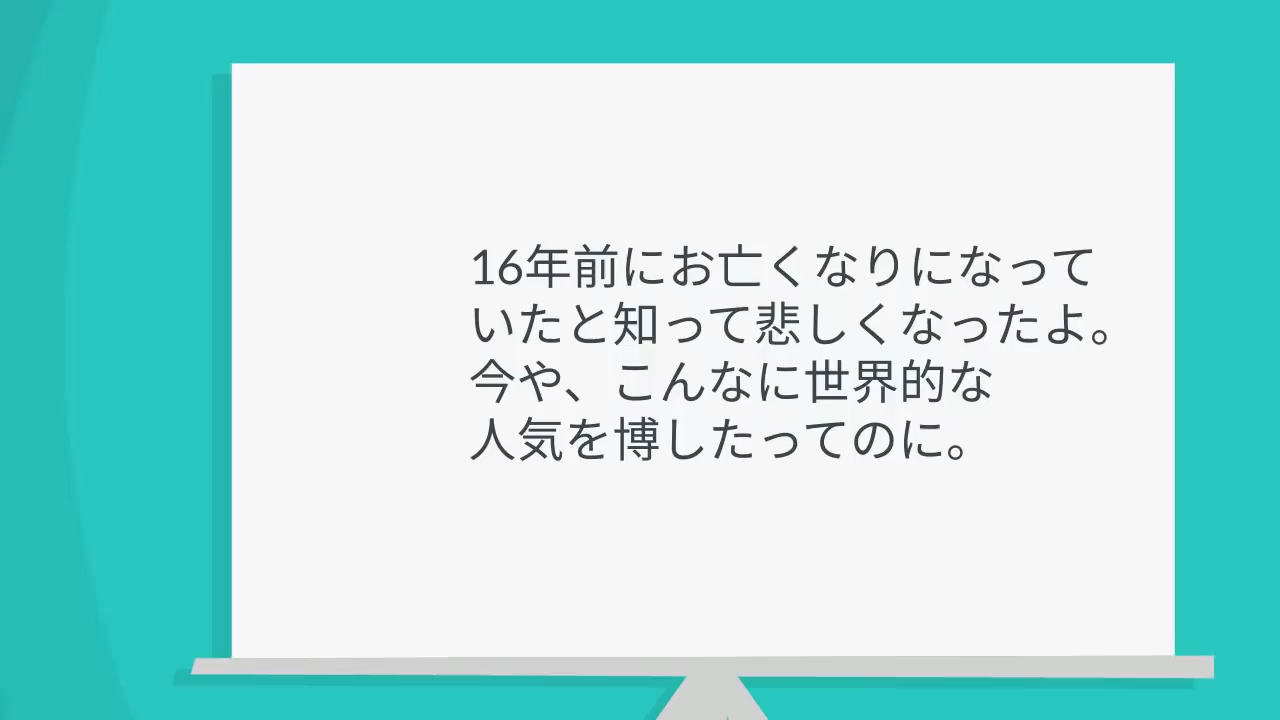 16年前にお亡くなりになって
いたと知って悲しくなったよ。
今や、こんなに世界的な
人気を博したってのに。